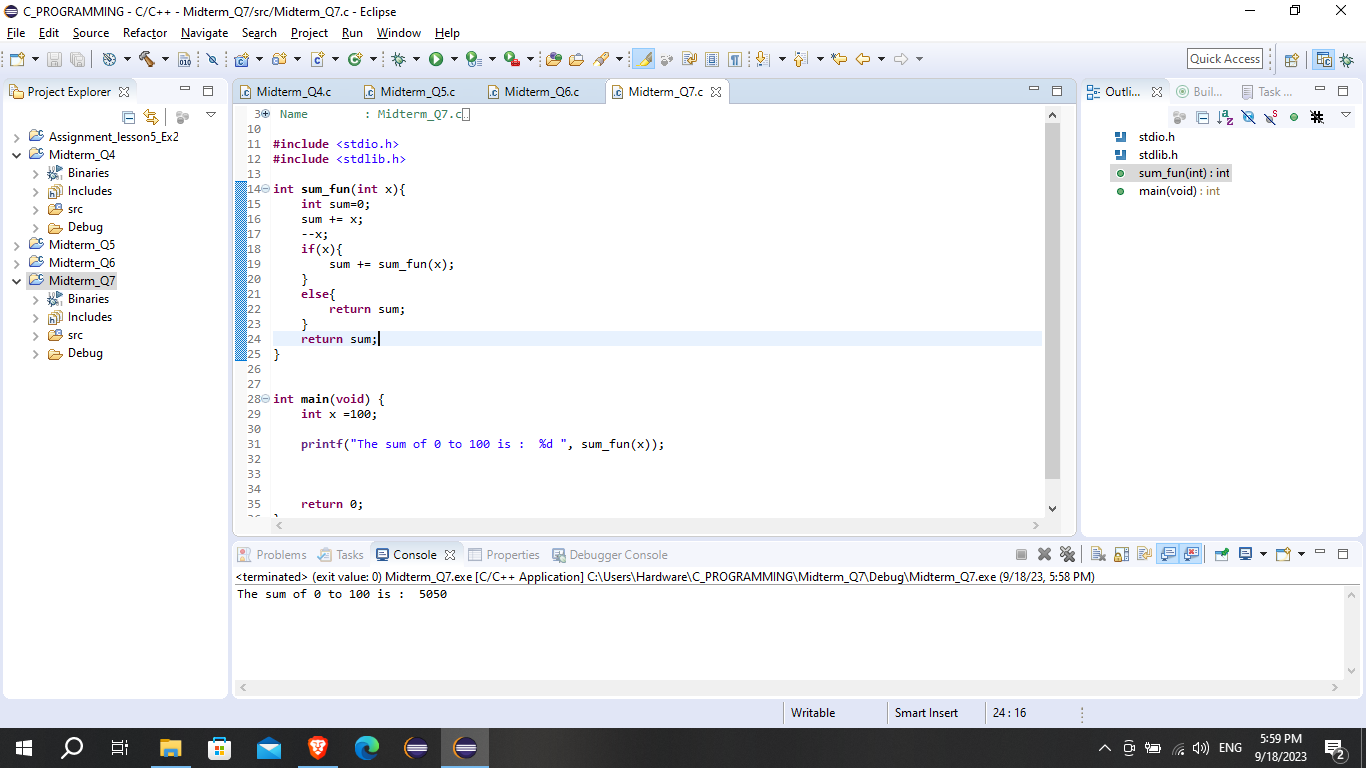 C_PROGRAMMING - C/C++ - Midterm_Q7/src/Midterm_Q7.c - Eclipse
File Edit Source Refactor Navigate Search Project Run Window Help
Quick Access
Project Explorer
Assignment_lesson5_Ex2
Midterm_Q4
Binaries
Includes
src
Debug
Midterm_Q5
Midterm_Q6
Midterm_Q7
Binaries
Includes
src
Debug
Midterm_Q4.c Midterm_Q5.c Midterm_Q6.c Midterm_Q7.c
3 Name : Midterm_Q7.c
10
11 #include <stdio.h>
12 #include <stdlib.h>
13
14 int sum_fun(int x){
15 int sum=0;
16 sum += x;
17 --x;
18 if(x){
19 sum += sum_fun(x);
20 }
21 else{
22 return sum;
23 }
24 return sum;
25 }
26
27
28 int main(void) {
29 int x =100;
30
31 printf("The sum of 0 to 100 is :  %d ", sum_fun(x));
32
33
34
35 return 0;
Outli... Buil... Task ...
stdio.h
stdlib.h
sum_fun(int) : int
main(void) : int
Problems Tasks Console Properties Debugger Console
<terminated> (exit value: 0) Midterm_Q7.exe [C/C++ Application] C:\Users\Hardware\C_PROGRAMMING\Midterm_Q7\Debug\Midterm_Q7.exe (9/18/23, 5:58 PM)
The sum of 0 to 100 is :  5050
Writable Smart Insert 24 : 16
ENG
5:59 PM
9/18/2023
2